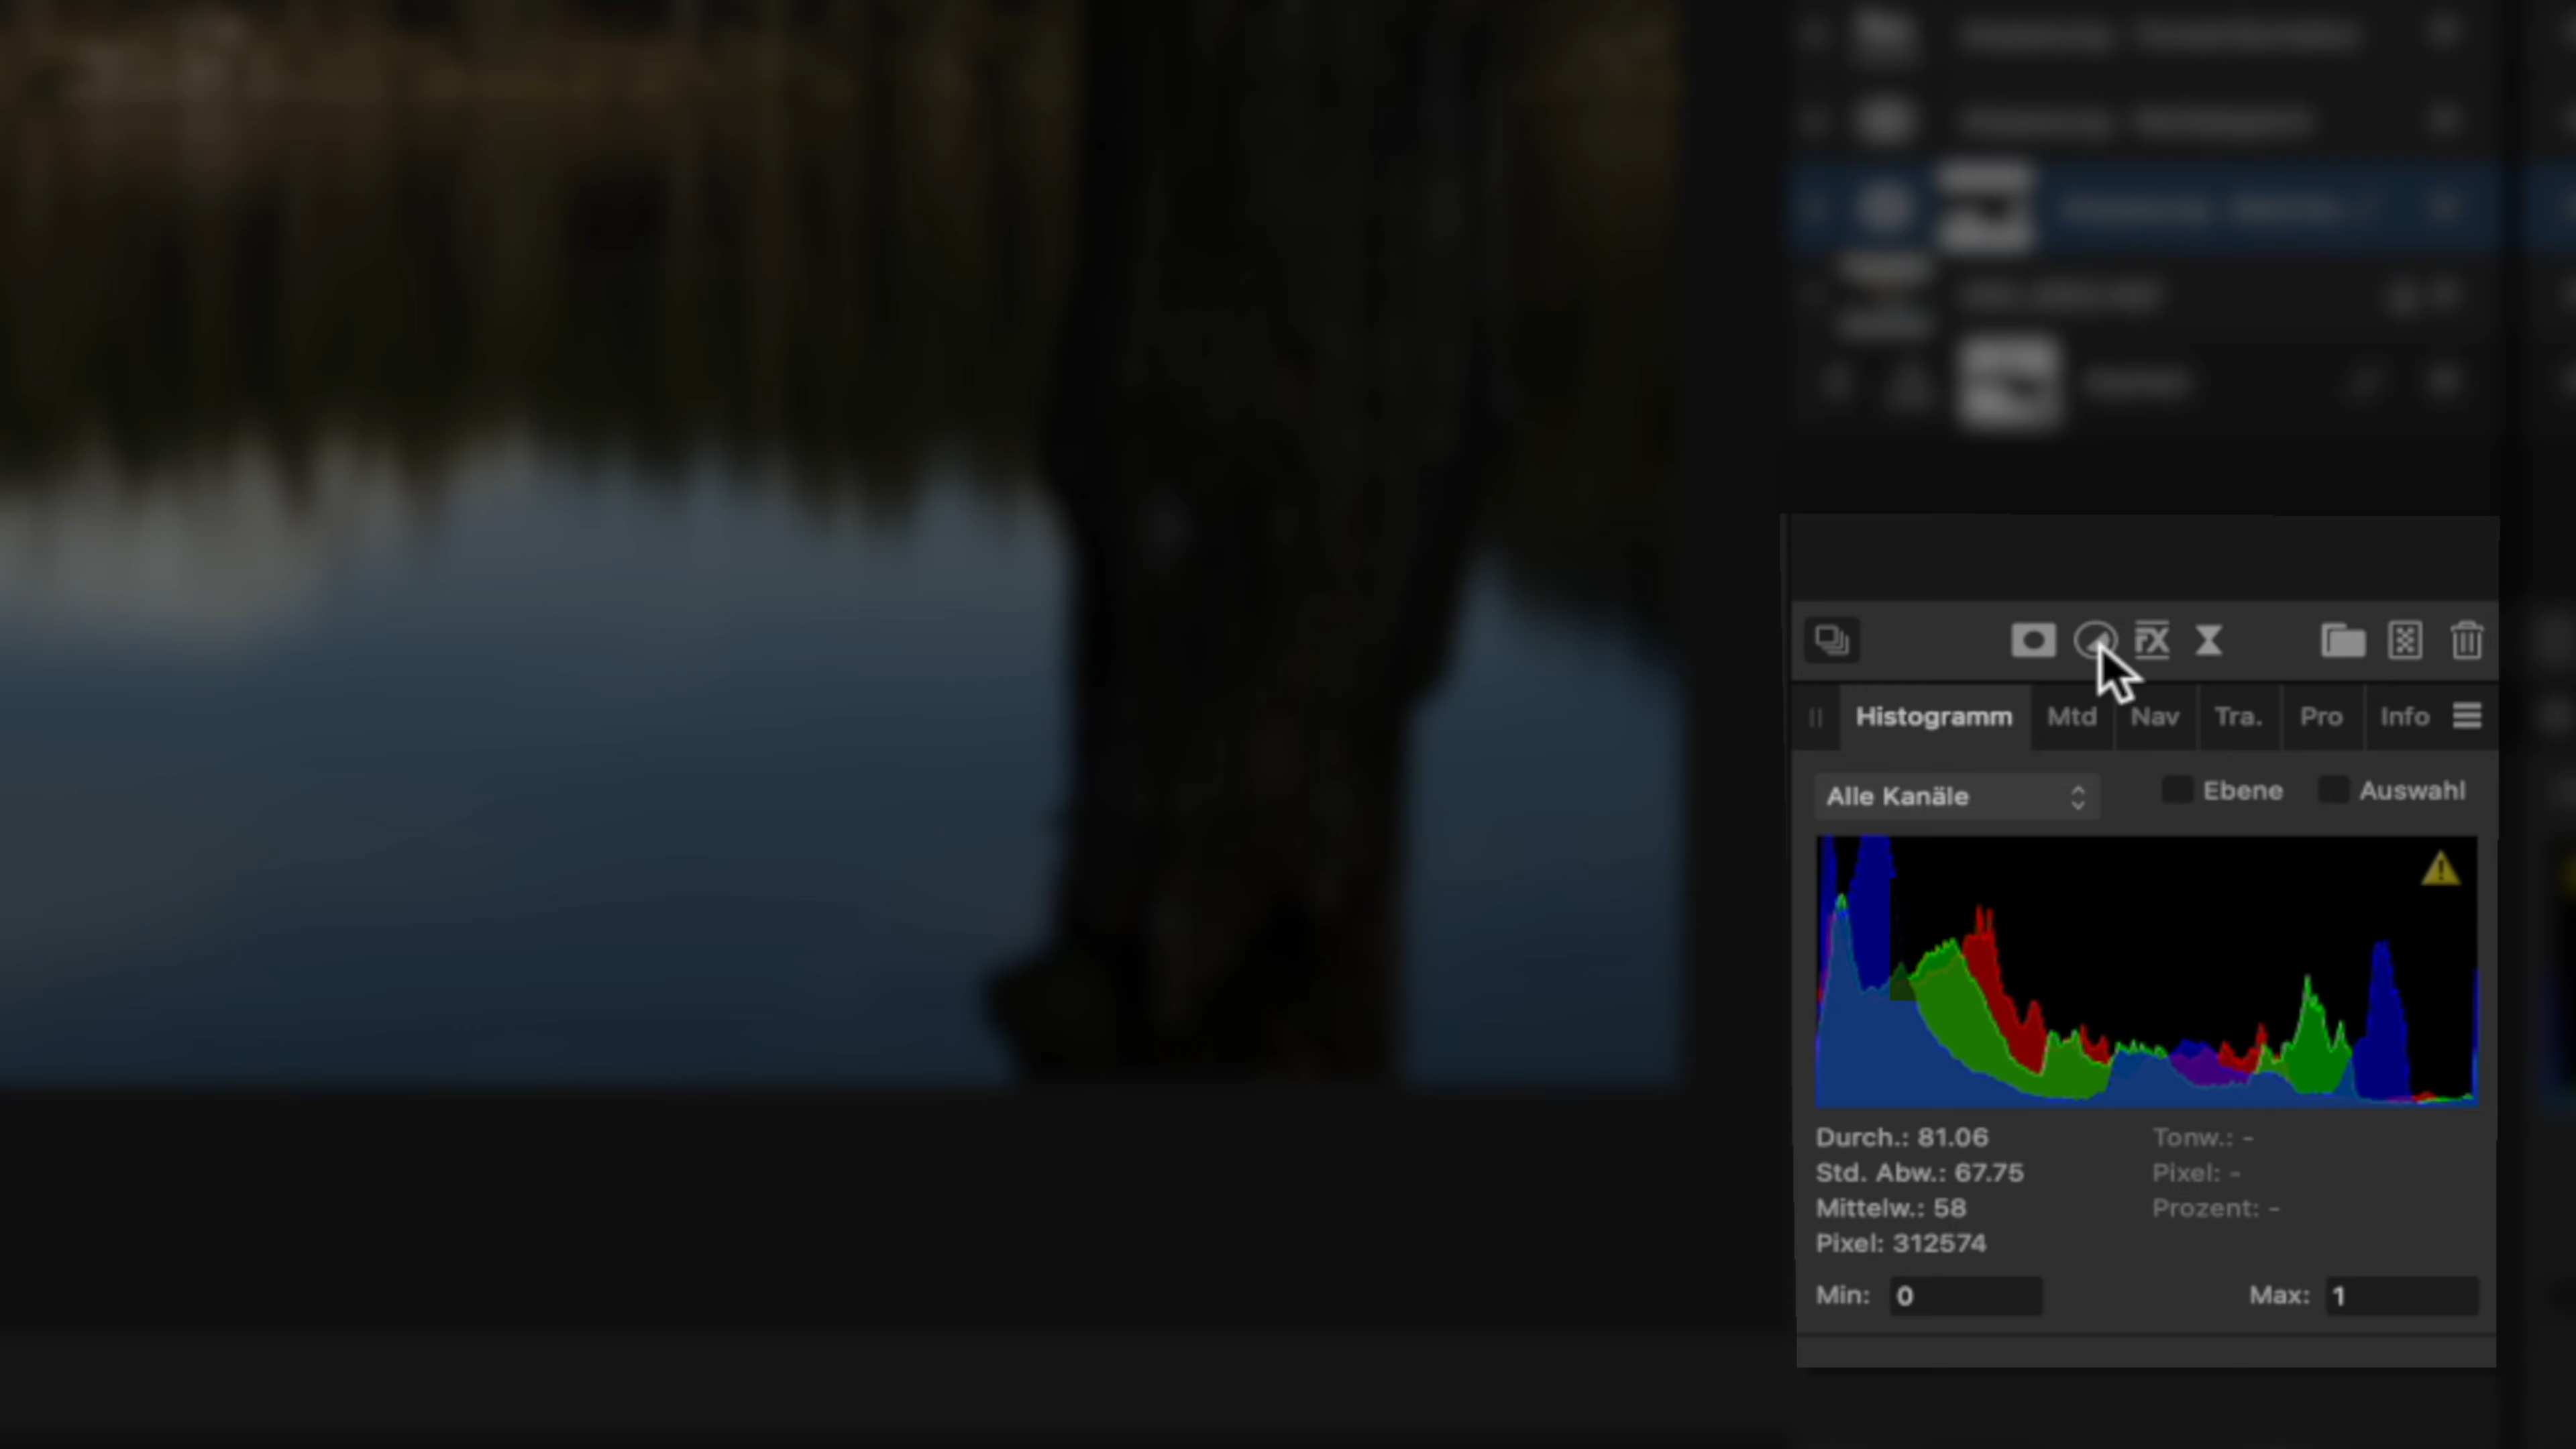 Histogramm Mtd Nav Tra. Pro Info
Alle Kanäle Ebene Auswahl
Durch.: 81.06 Tonw.: -
Std. Abw.: 67.75 Pixel: -
Mittelw.: 58 Prozent: -
Pixel: 312574
Min: 0 Max: 1